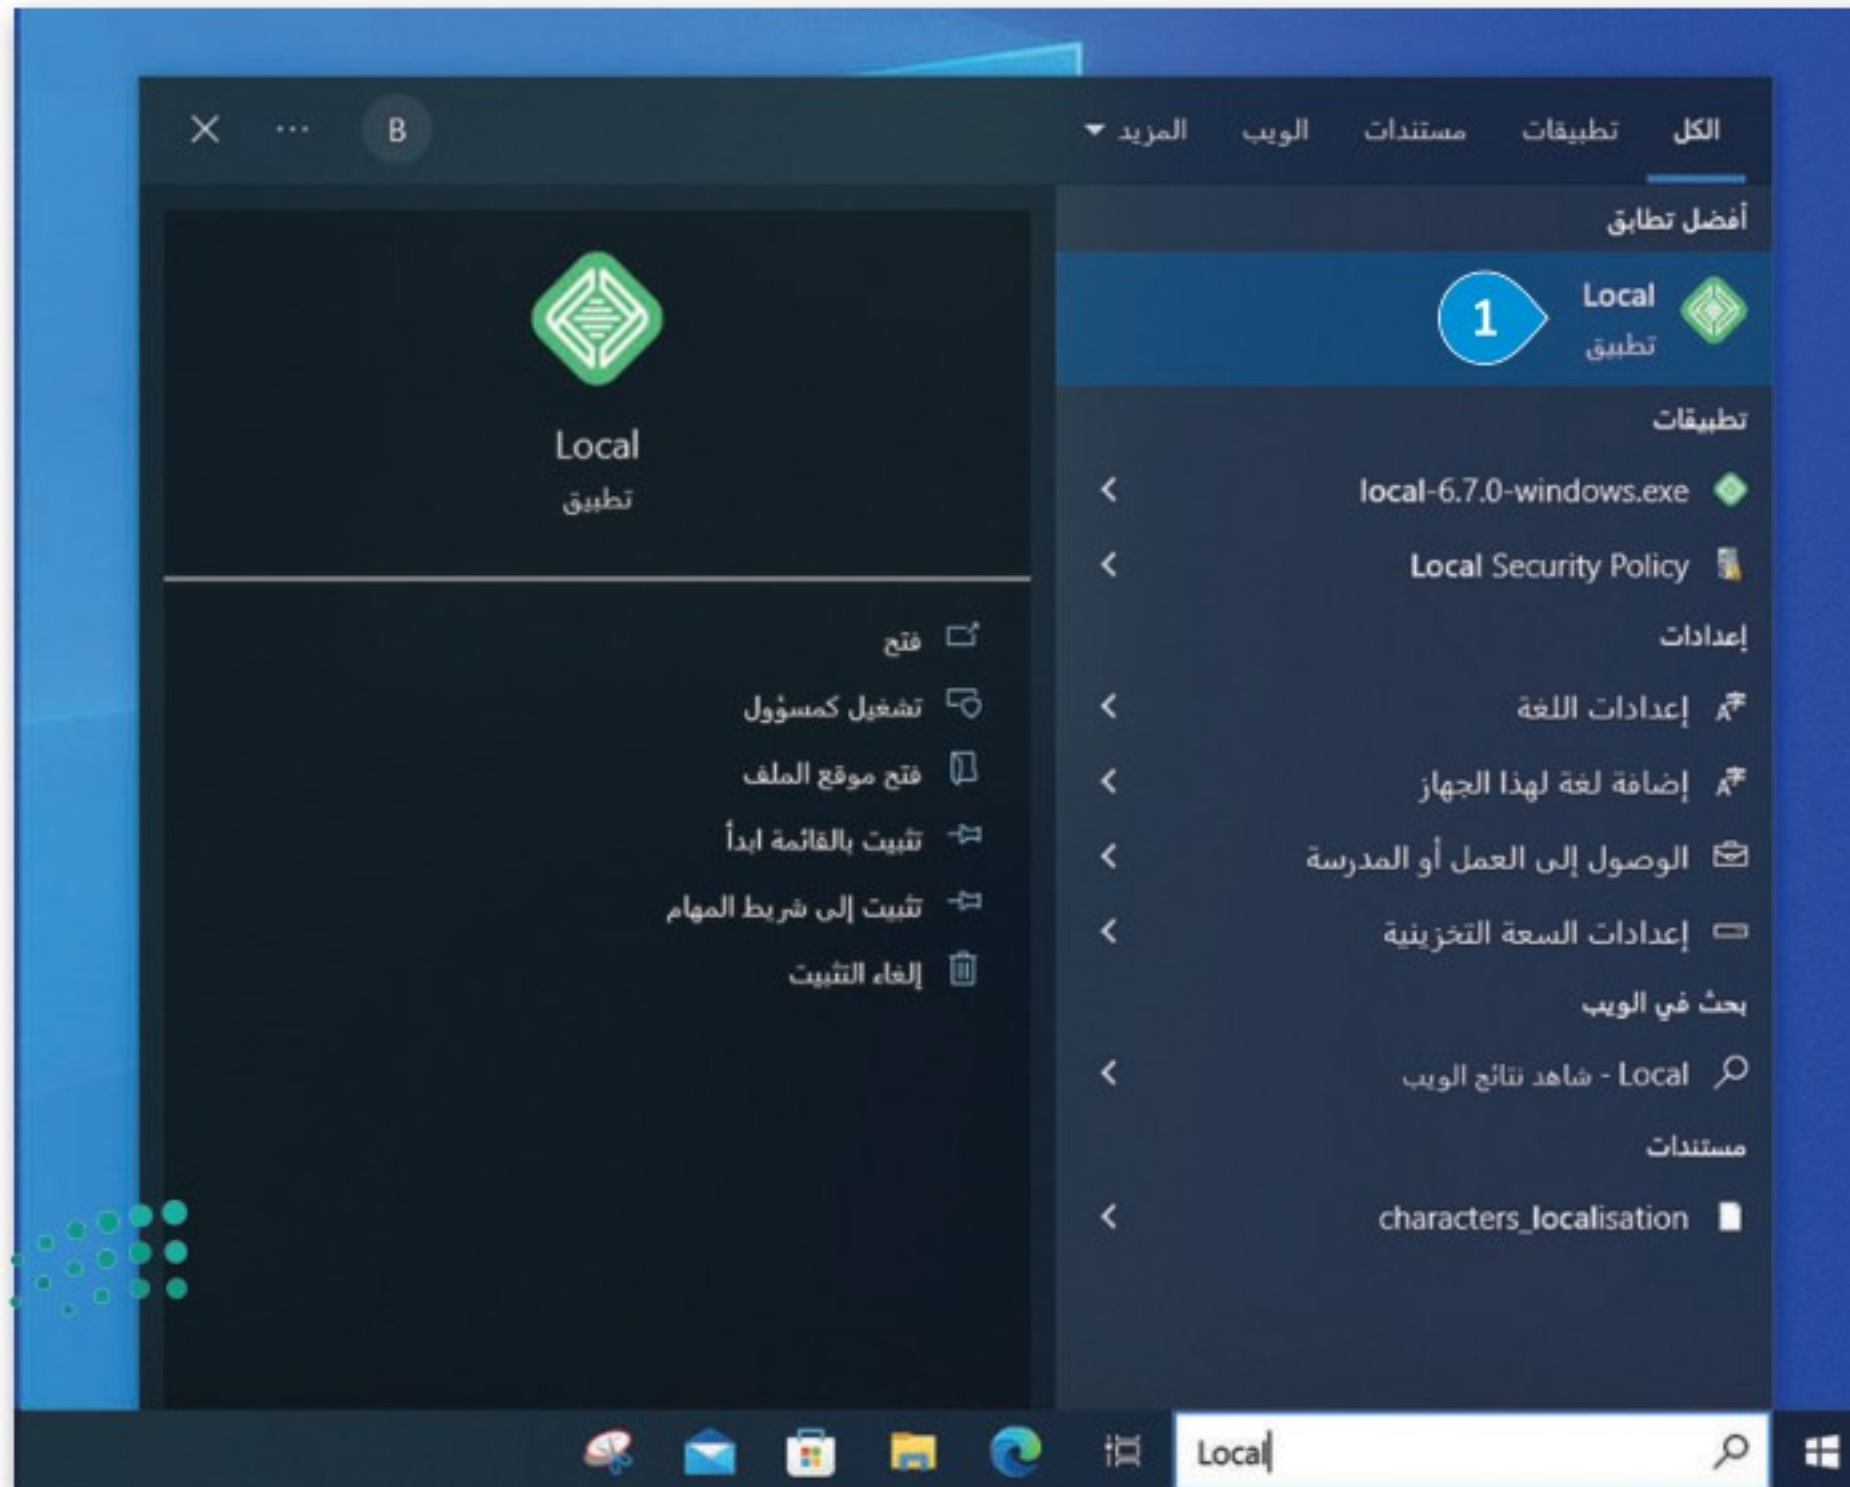 الكل تطبيقات مستندات الويب المزيد
B
أفضل تطابق
Local
تطبيق
1
تطبيقات
local-6.7.0-windows.exe
Local Security Policy
إعدادات
إعدادات اللغة
إضافة لغة لهذا الجهاز
الوصول إلى العمل أو المدرسة
إعدادات السعة التخزينية
بحث في الويب
Local - شاهد نتائج الويب
مستندات
characters_localisation
Local
تطبيق
فتح
تشغيل كمسؤول
فتح موقع الملف
تثبيت بالقائمة ابدأ
تثبيت إلى شريط المهام
إلغاء التثبيت
Local